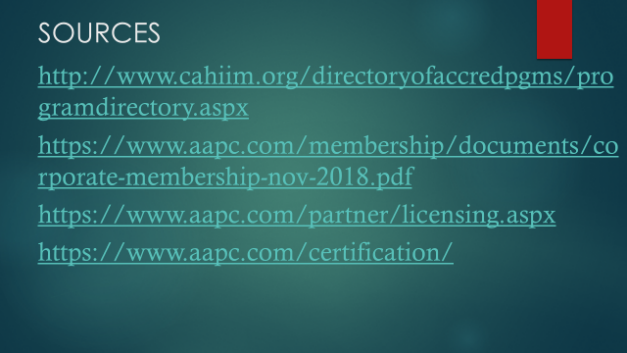 SOURCES
http://www.cahiim.org/directoryofaccredpgms/pro
gramdirectory.aspx
https://www.aapc.com/membership/documents/co
rporate-membership-nov-2018.pdf
https://www.aapc.com/partner/licensing.aspx
https://www.aapc.com/certification/